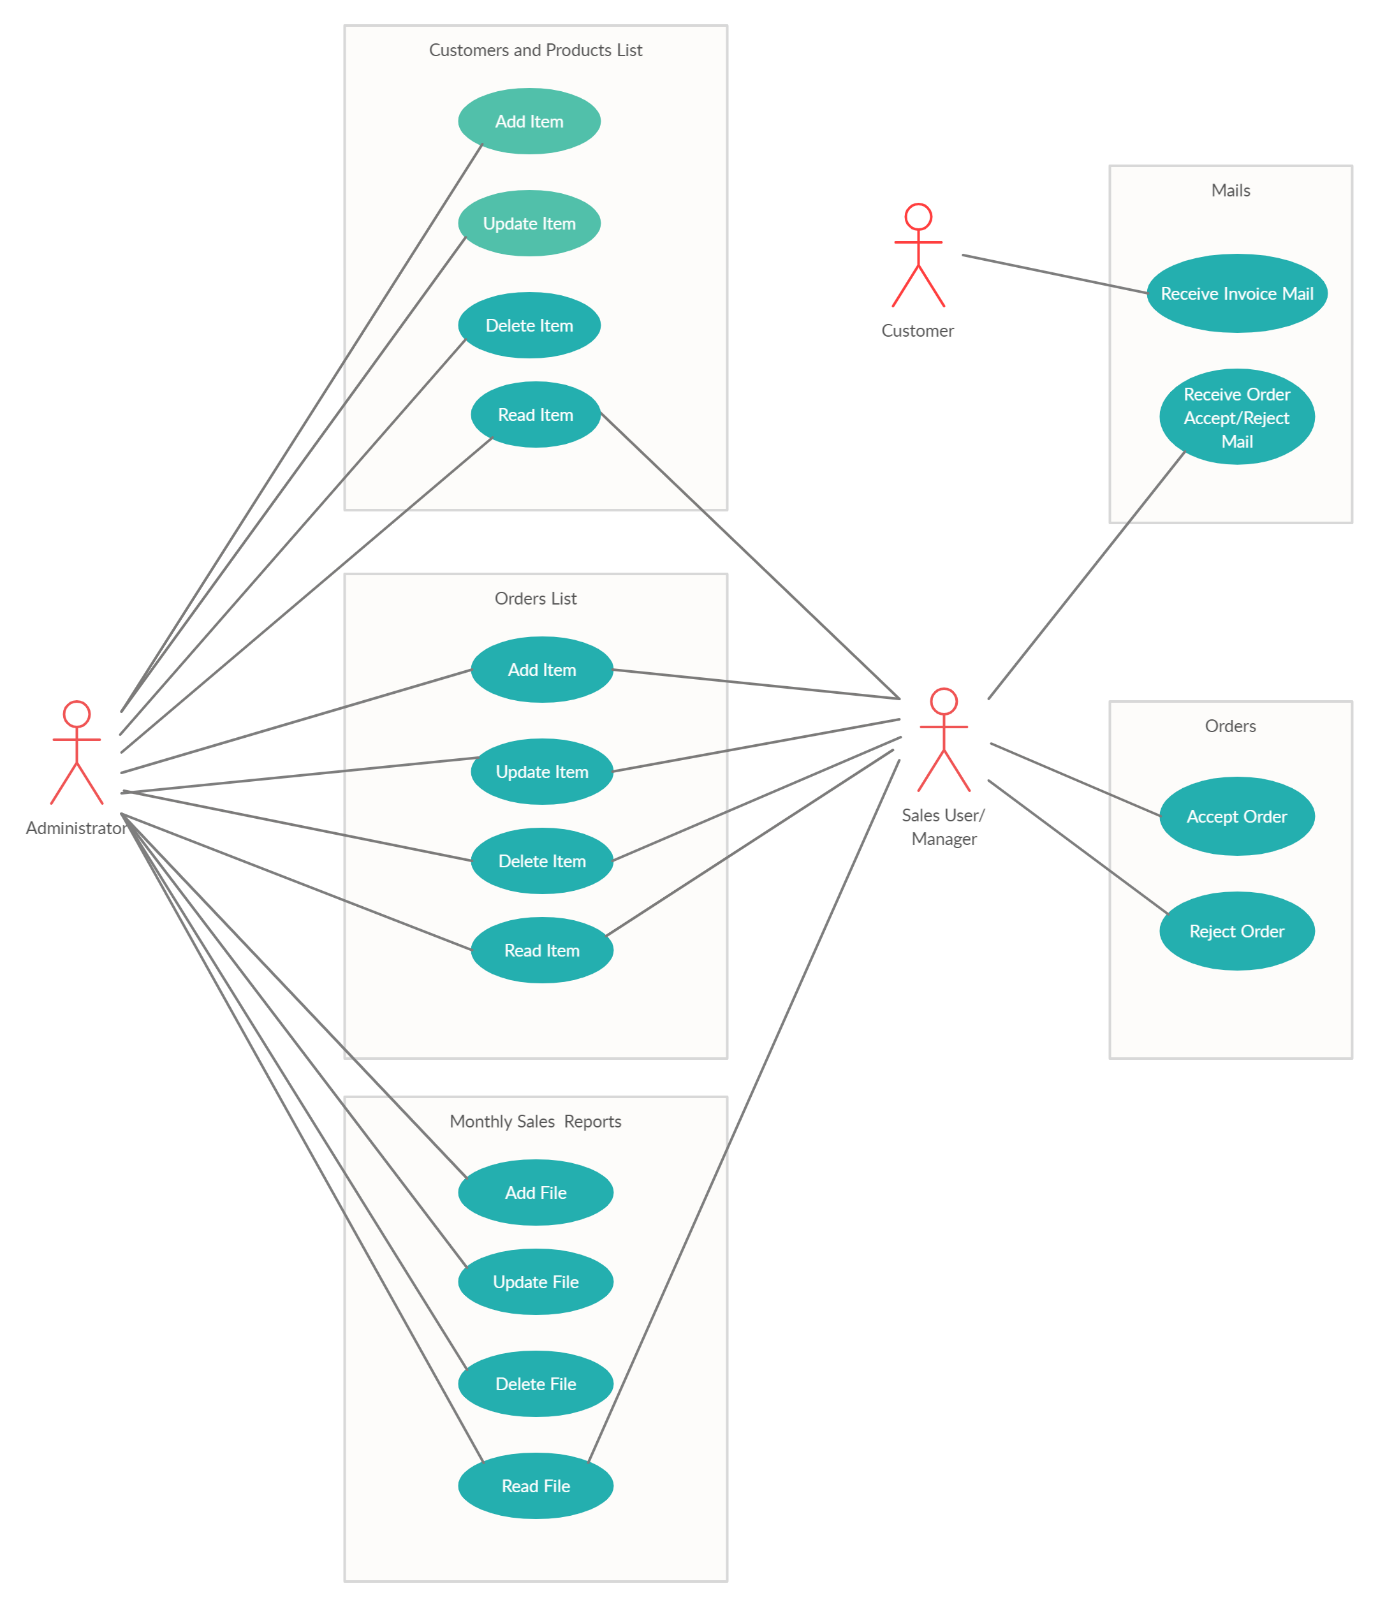 Customers and Products List
Add Item
Update Item
Delete Item
Read Item
Orders List
Add Item
Update Item
Delete Item
Read Item
Monthly Sales  Reports
Add File
Update File
Delete File
Read File
Administrator
Customer
Sales User/
Manager
Mails
Receive Invoice Mail
Receive Order
Accept/Reject
Mail
Orders
Accept Order
Reject Order